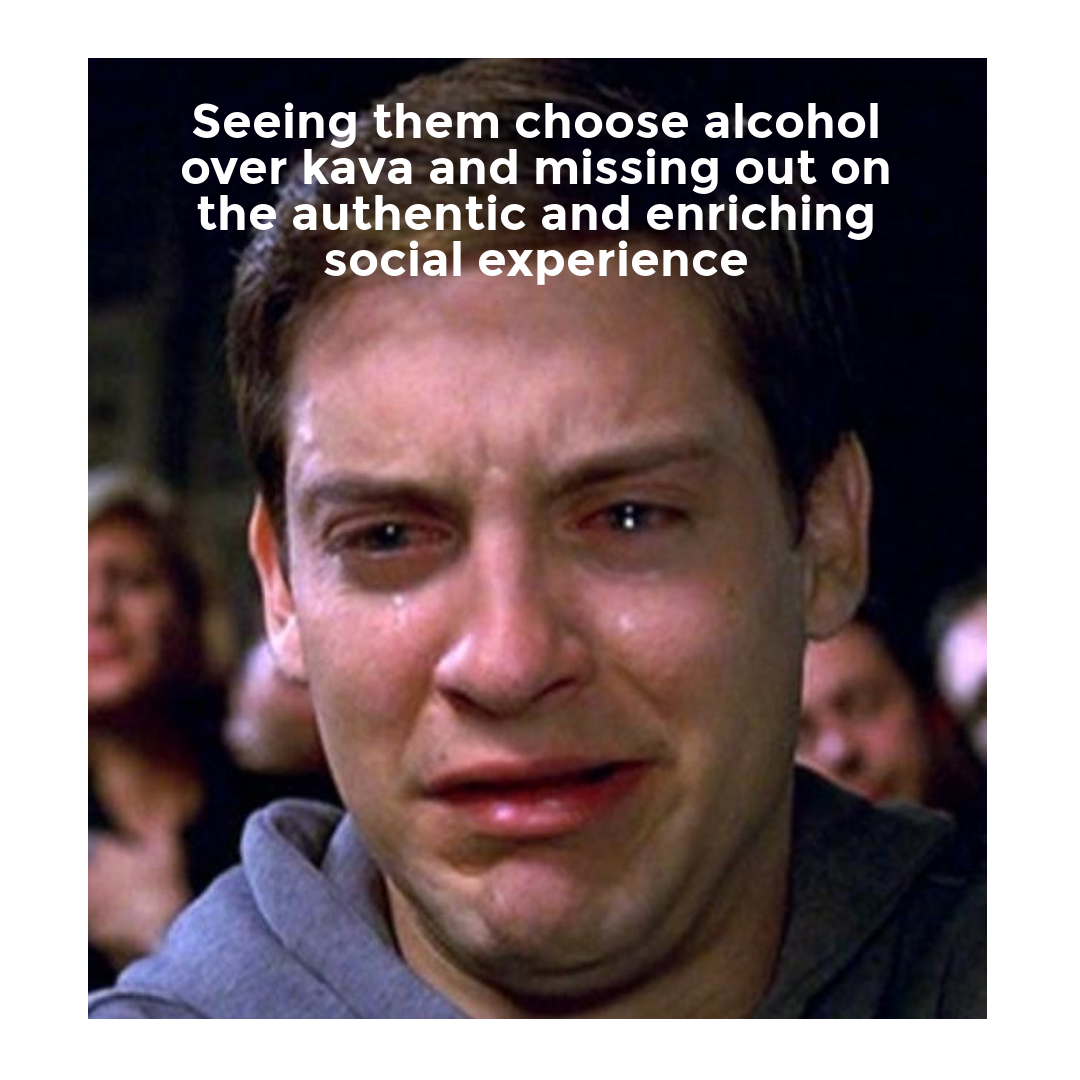 Seeing them choose alcohol
over kava and missing out on
the authentic and enriching
social experience